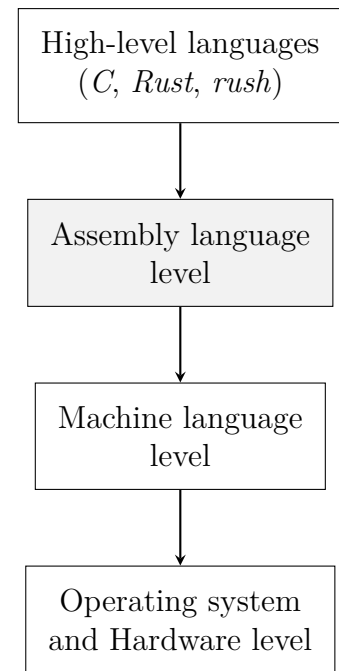 High-level languages
(C, Rust, rush)
Assembly language
level
Machine language
level
Operating system
and Hardware level